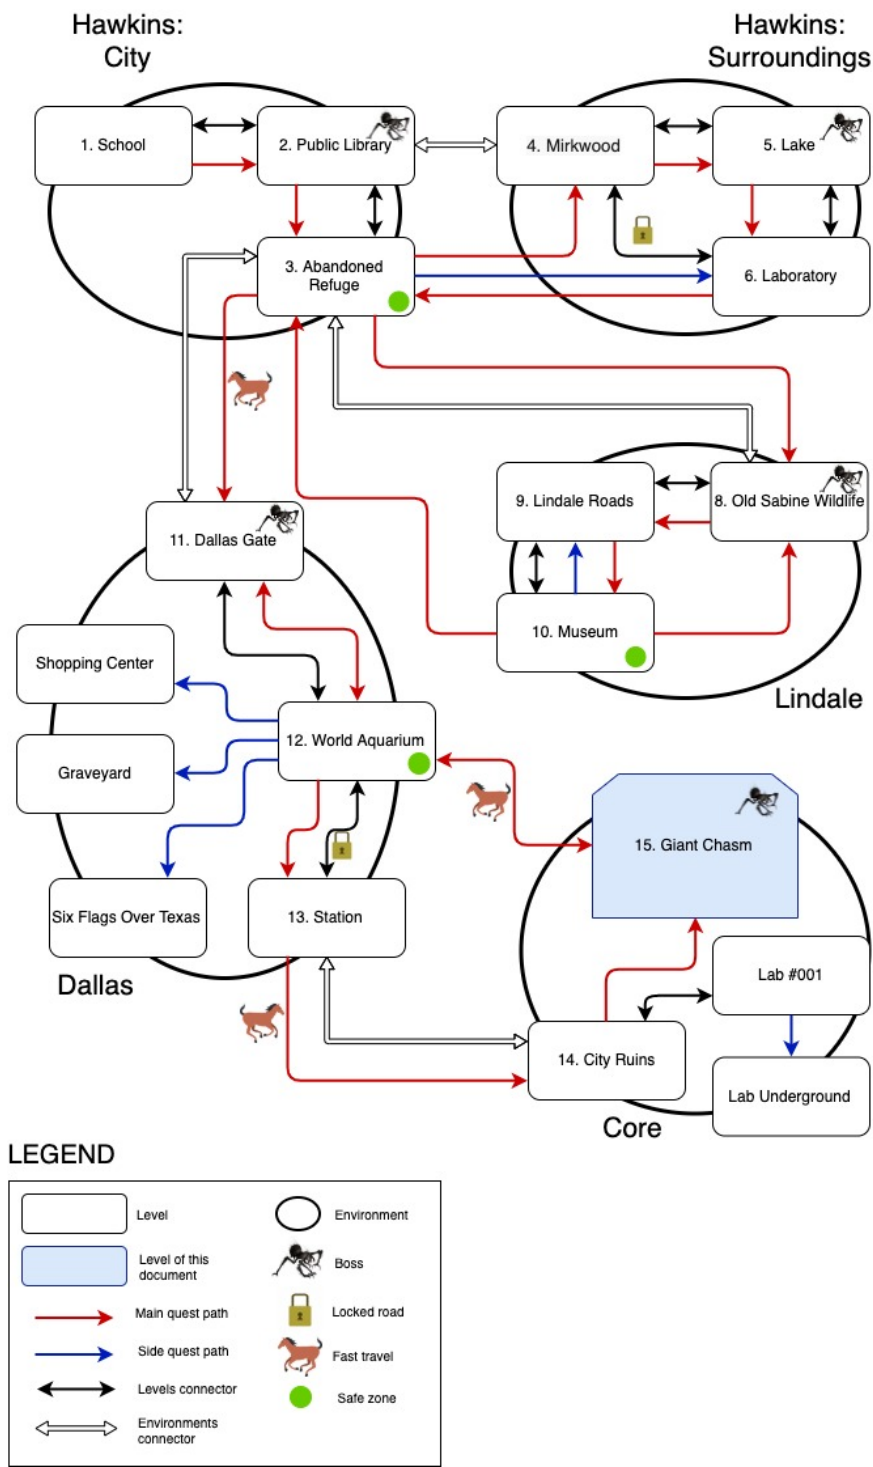 Hawkins:
City
Hawkins:
Surroundings
1. School
2. Public Library
4. Mirkwood
5. Lake
3. Abandoned
Refuge
6. Laboratory
9. Lindale Roads
8. Old Sabine Wildlife
11. Dallas Gate
10. Museum
Shopping Center
Lindale
12. World Aquarium
Graveyard
15. Giant Chasm
Six Flags Over Texas
13. Station
Dallas
Lab #001
14. City Ruins
Lab Underground
Core
LEGEND
Level
Environment
Level of this
document
Boss
Main quest path
Locked road
Side quest path
Fast travel
Levels connector
Safe zone
Environments
connector